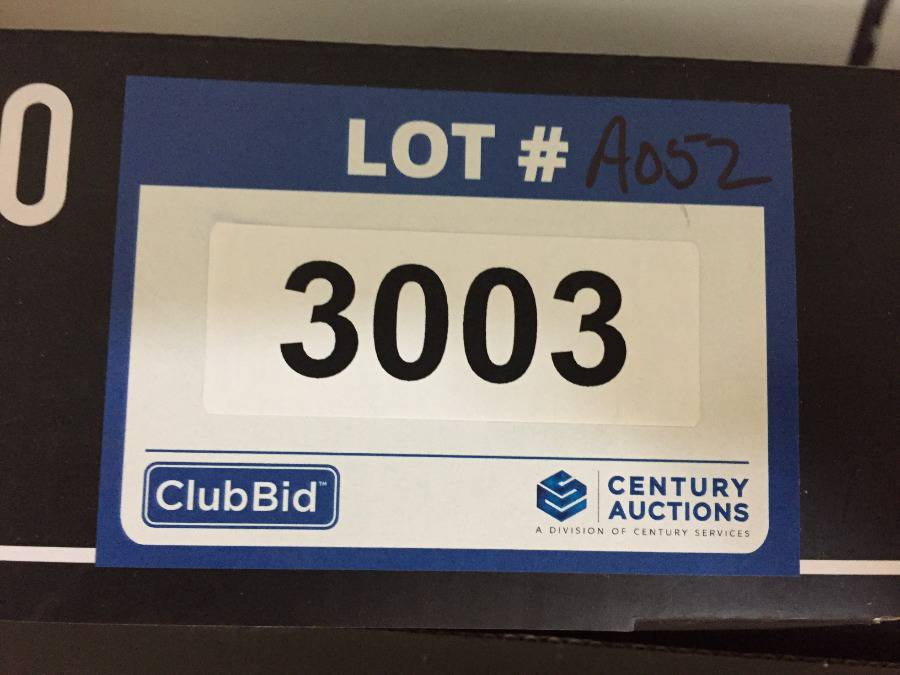 0
LOT # A052
3003
ClubBid™
CENTURY
AUCTIONS
A DIVISION OF CENTURY SERVICES